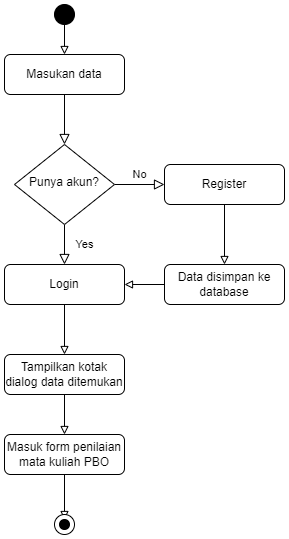 Masukan data
Punya akun?
No
Register
Yes
Login
Data disimpan ke
database
Tampilkan kotak
dialog data ditemukan
Masuk form penilaian
mata kuliah PBO